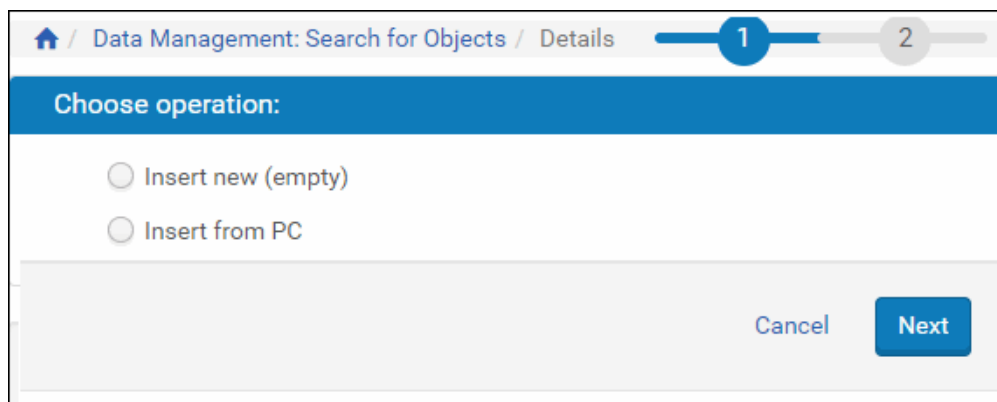 / Data Management: Search for Objects / Details 1 2
Choose operation:
Insert new (empty)
Insert from PC
Cancel Next